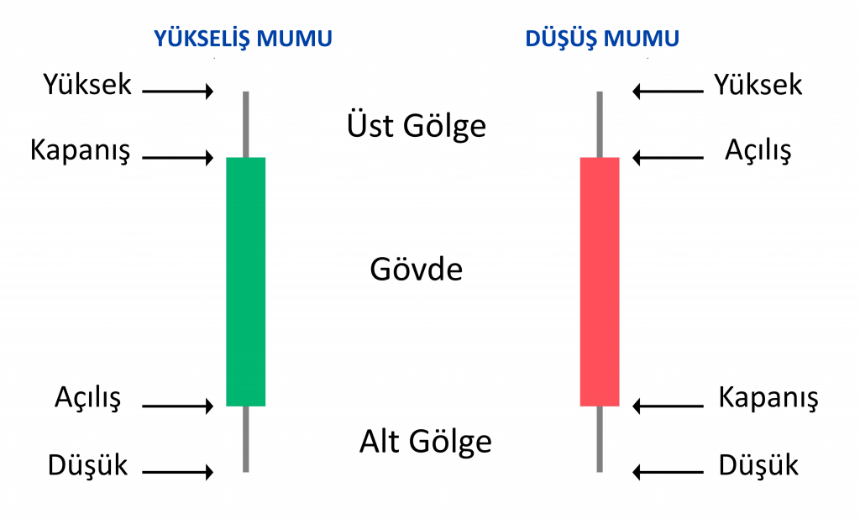 YÜKSELİŞ MUMU
DÜŞÜŞ MUMU
Yüksek
Yüksek
Üst Gölge
Kapanış
Açılış
Gövde
Açılış
Kapanış
Alt Gölge
Düşük
Düşük